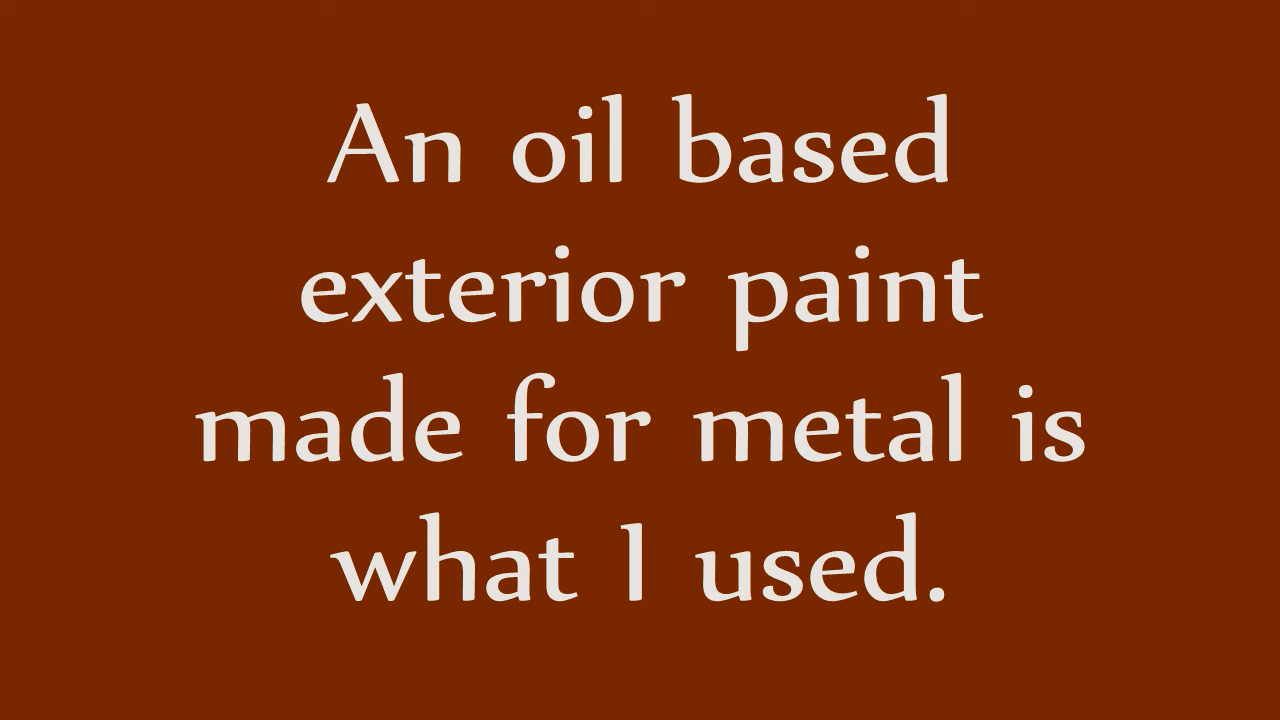 An oil based
exterior paint
made for metal is
what I used.